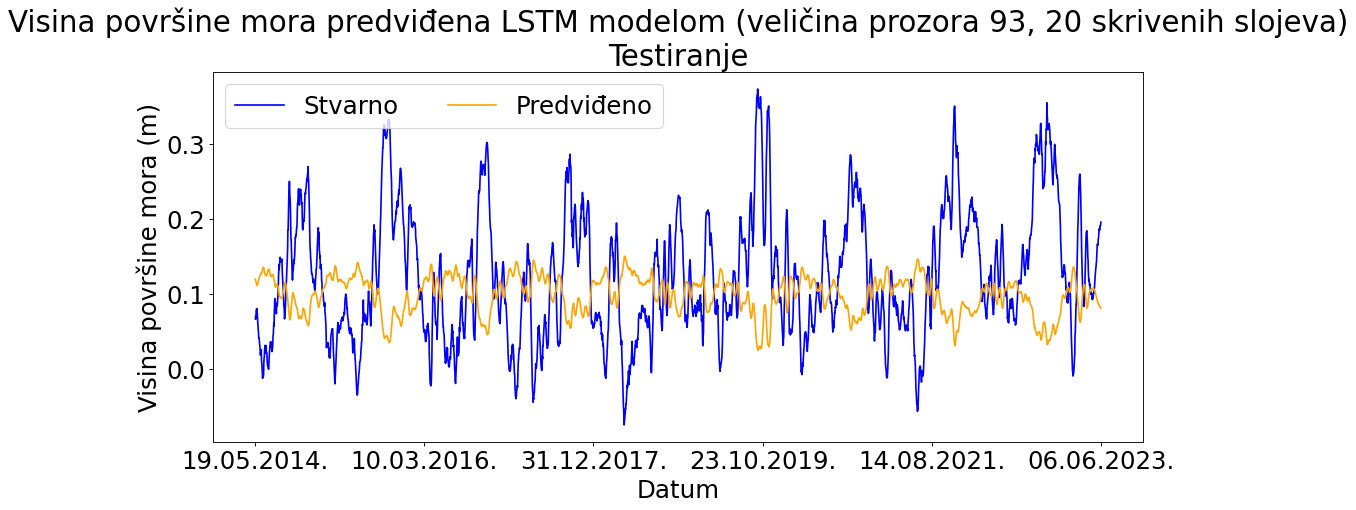 Visina površine mora predviđena LSTM modelom (veličina prozora 93, 20 skrivenih slojeva)
Testiranje
Stvarno Predviđeno
Visina površine mora (m)
0.3
0.2
0.1
0.0
19.05.2014. 10.03.2016. 31.12.2017. 23.10.2019. 14.08.2021. 06.06.2023.
Datum